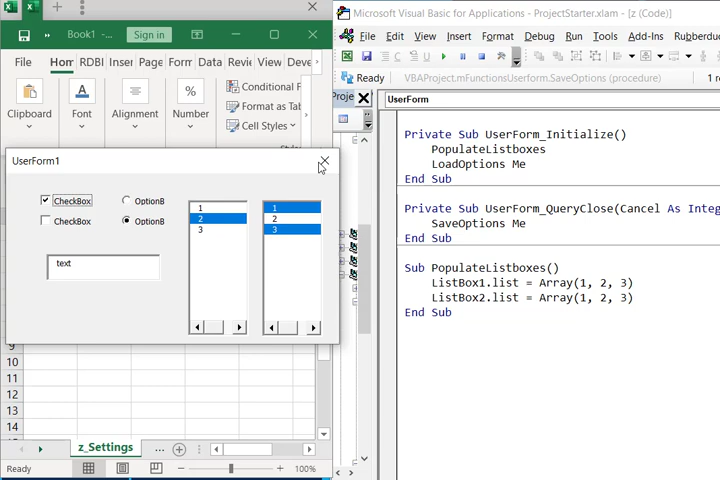 Book1 -
Sign in
File
Hom
RDBI
Inser
Page
Form
Data
Revie
View
Deve
Clipboard
Font
Alignment
Number
Conditional F
Format as Tab
Cell Styles
UserForm1
CheckBox
OptionB
CheckBox
OptionB
text
1
2
3
1
2
3
9
10
11
12
13
14
z_Settings
...
Ready
100%
Microsoft Visual Basic for Applications - ProjectStarter.xlam - [z (Code)]
File Edit View Insert Format Debug Run Tools Add-Ins Rubberdu
Ready
VBAProject.mFunctionsUserform.SaveOptions (procedure)
1 r
Proje
UserForm
Private Sub UserForm_Initialize()
PopulateListboxes
LoadOptions Me
End Sub
Private Sub UserForm_QueryClose(Cancel As Integ
SaveOptions Me
End Sub
Sub PopulateListboxes()
ListBox1.list = Array(1, 2, 3)
ListBox2.list = Array(1, 2, 3)
End Sub